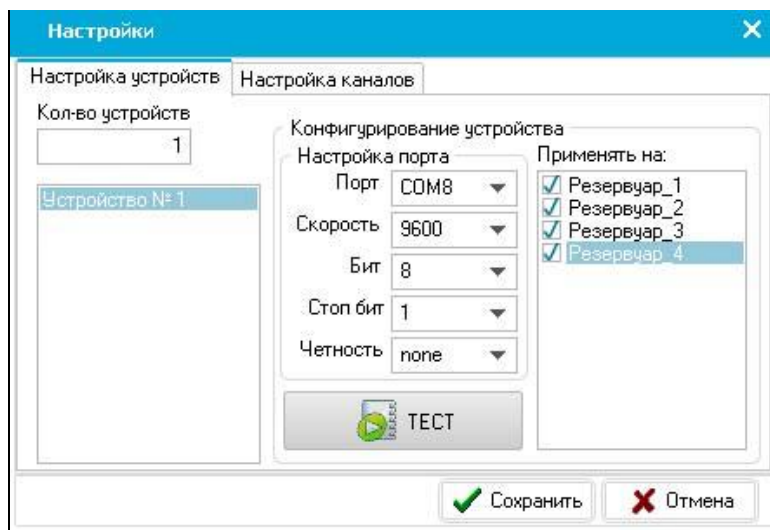 Настройки
Настройка устройств
Настройка каналов
Кол-во устройств
1
Устройство № 1
Конфигурирование устройства
Настройка порта
Порт COM8
Скорость 9600
Бит 8
Стоп бит 1
Четность none
ТЕСТ
Применять на:
Резервуар_1
Резервуар_2
Резервуар_3
Резервуар_4
Сохранить
Отмена